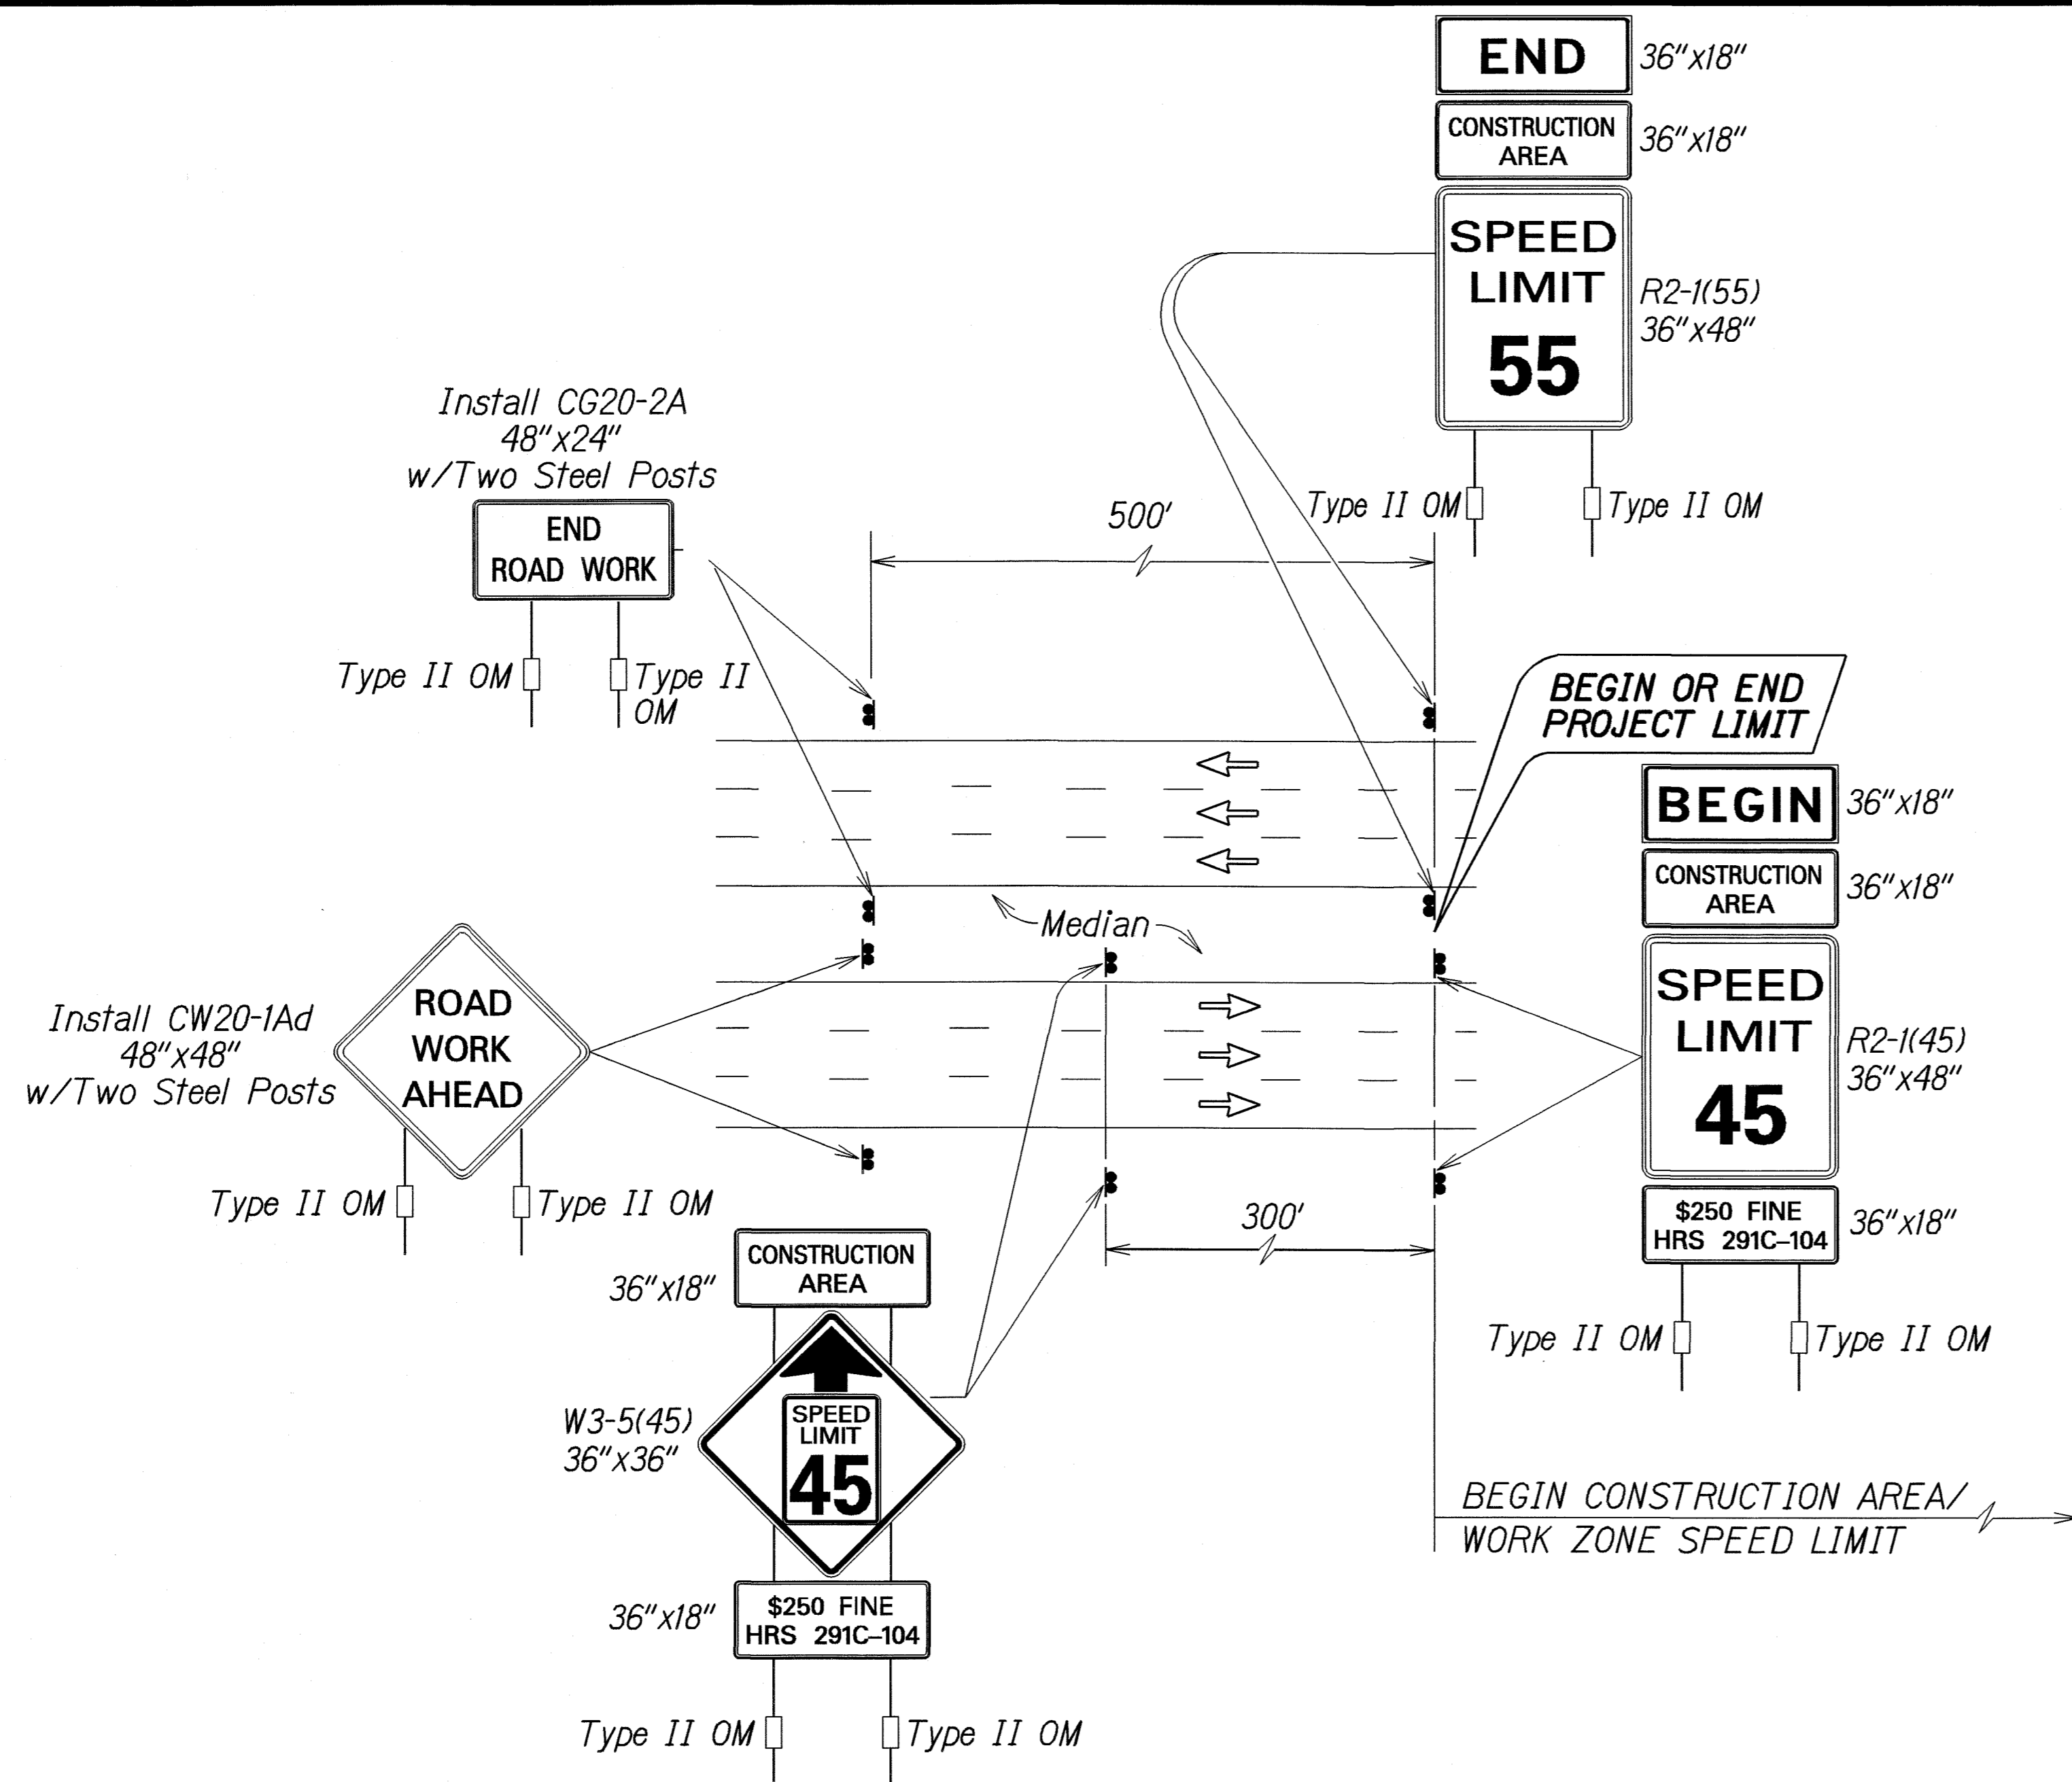 END
36"x18"
CONSTRUCTION
AREA
36"x18"
SPEED
LIMIT
55
R2-1(55)
36"x48"
Type II OM
Type II OM
Install CG20-2A
48"x24"
w/Two Steel Posts
END
ROAD WORK
Type II OM
Type II
OM
500'
BEGIN OR END
PROJECT LIMIT
BEGIN
36"x18"
CONSTRUCTION
AREA
36"x18"
SPEED
LIMIT
45
R2-1(45)
36"x48"
$250 FINE
HRS 291C–104
36"x18"
Type II OM
Type II OM
Median
Install CW20-1Ad
48"x48"
w/Two Steel Posts
ROAD
WORK
AHEAD
Type II OM
Type II OM
300'
CONSTRUCTION
AREA
36"x18"
SPEED
LIMIT
45
W3-5(45)
36"x36"
$250 FINE
HRS 291C–104
36"x18"
Type II OM
Type II OM
BEGIN CONSTRUCTION AREA/
WORK ZONE SPEED LIMIT